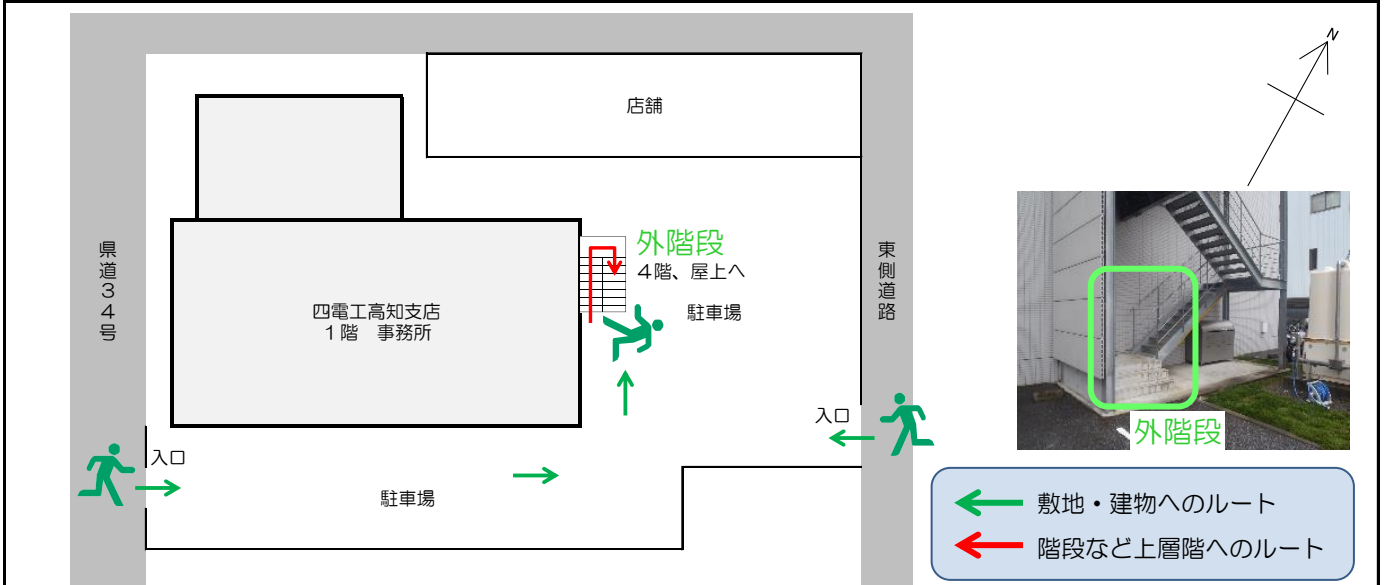 N
店舗
県道34号
外階段
4階、屋上へ
東側道路
四電工高知支店
1階　事務所
駐車場
入口
入口
駐車場
外階段
敷地・建物へのルート
階段など上層階へのルート